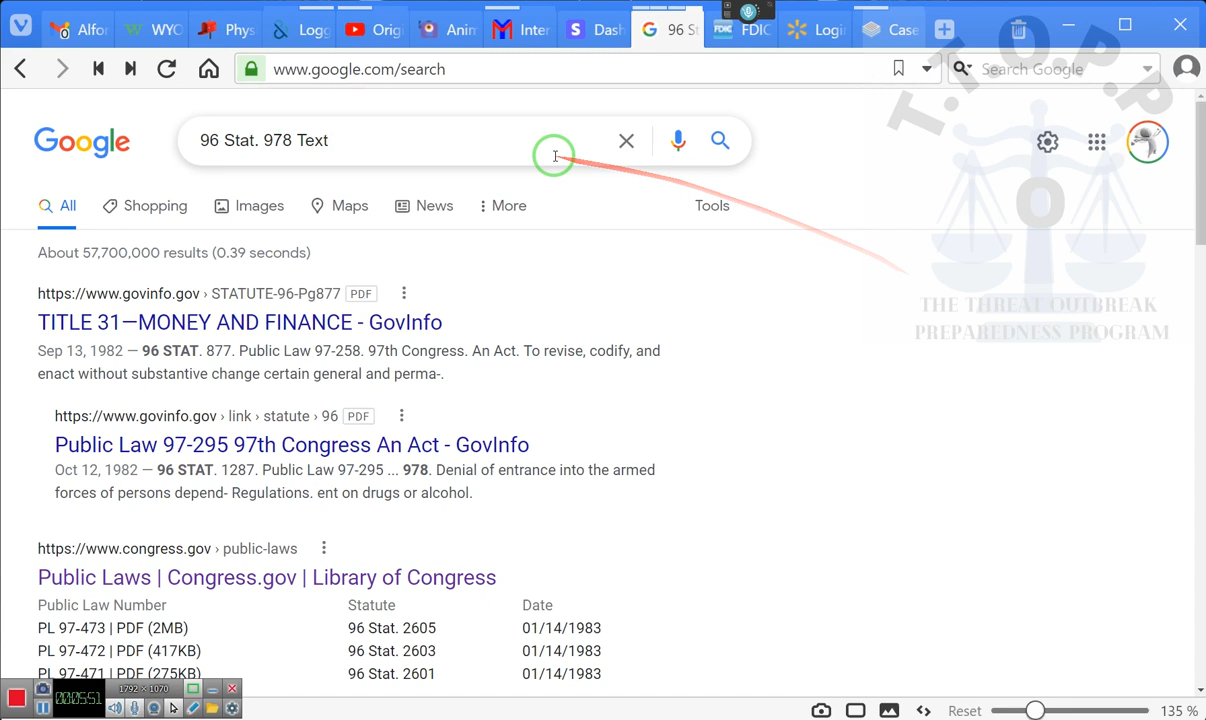 Alfor
WYO
Phys
Logg
Orig
Anim
Inter
Dash
96 St
FDIC
FDIC
Login
Case
www.google.com/search
Search Google
T.T.O.P.P.
Google
96 Stat. 978 Text
All
Shopping
Images
Maps
News
More
Tools
About 57,700,000 results (0.39 seconds)
https://www.govinfo.gov › STATUTE-96-Pg877 PDF
TITLE 31—MONEY AND FINANCE - GovInfo
Sep 13, 1982 — 96 STAT. 877. Public Law 97-258. 97th Congress. An Act. To revise, codify, and
enact without substantive change certain general and perma-.
THE THREAT OUTBREAK
PREPAREDNESS PROGRAM
https://www.govinfo.gov › link › statute › 96 PDF
Public Law 97-295 97th Congress An Act - GovInfo
Oct 12, 1982 — 96 STAT. 1287. Public Law 97-295 ... 978. Denial of entrance into the armed
forces of persons depend- Regulations. ent on drugs or alcohol.
https://www.congress.gov › public-laws
Public Laws | Congress.gov | Library of Congress
Public Law Number Statute Date
PL 97-473 | PDF (2MB) 96 Stat. 2605 01/14/1983
PL 97-472 | PDF (417KB) 96 Stat. 2603 01/14/1983
PL 97-471 | PDF (275KB) 96 Stat. 2601 01/14/1983
1792 × 1070
00:05:51
Reset
135 %